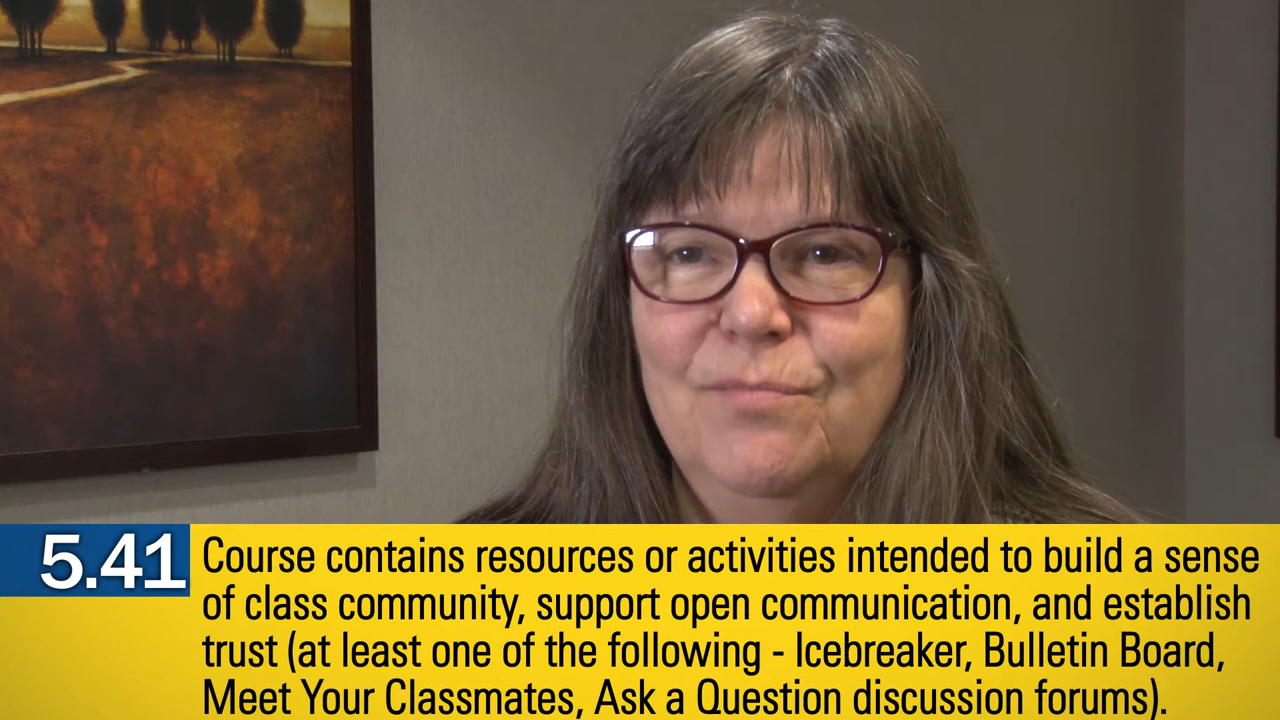 5.41
Course contains resources or activities intended to build a sense
of class community, support open communication, and establish
trust (at least one of the following - Icebreaker, Bulletin Board,
Meet Your Classmates, Ask a Question discussion forums).